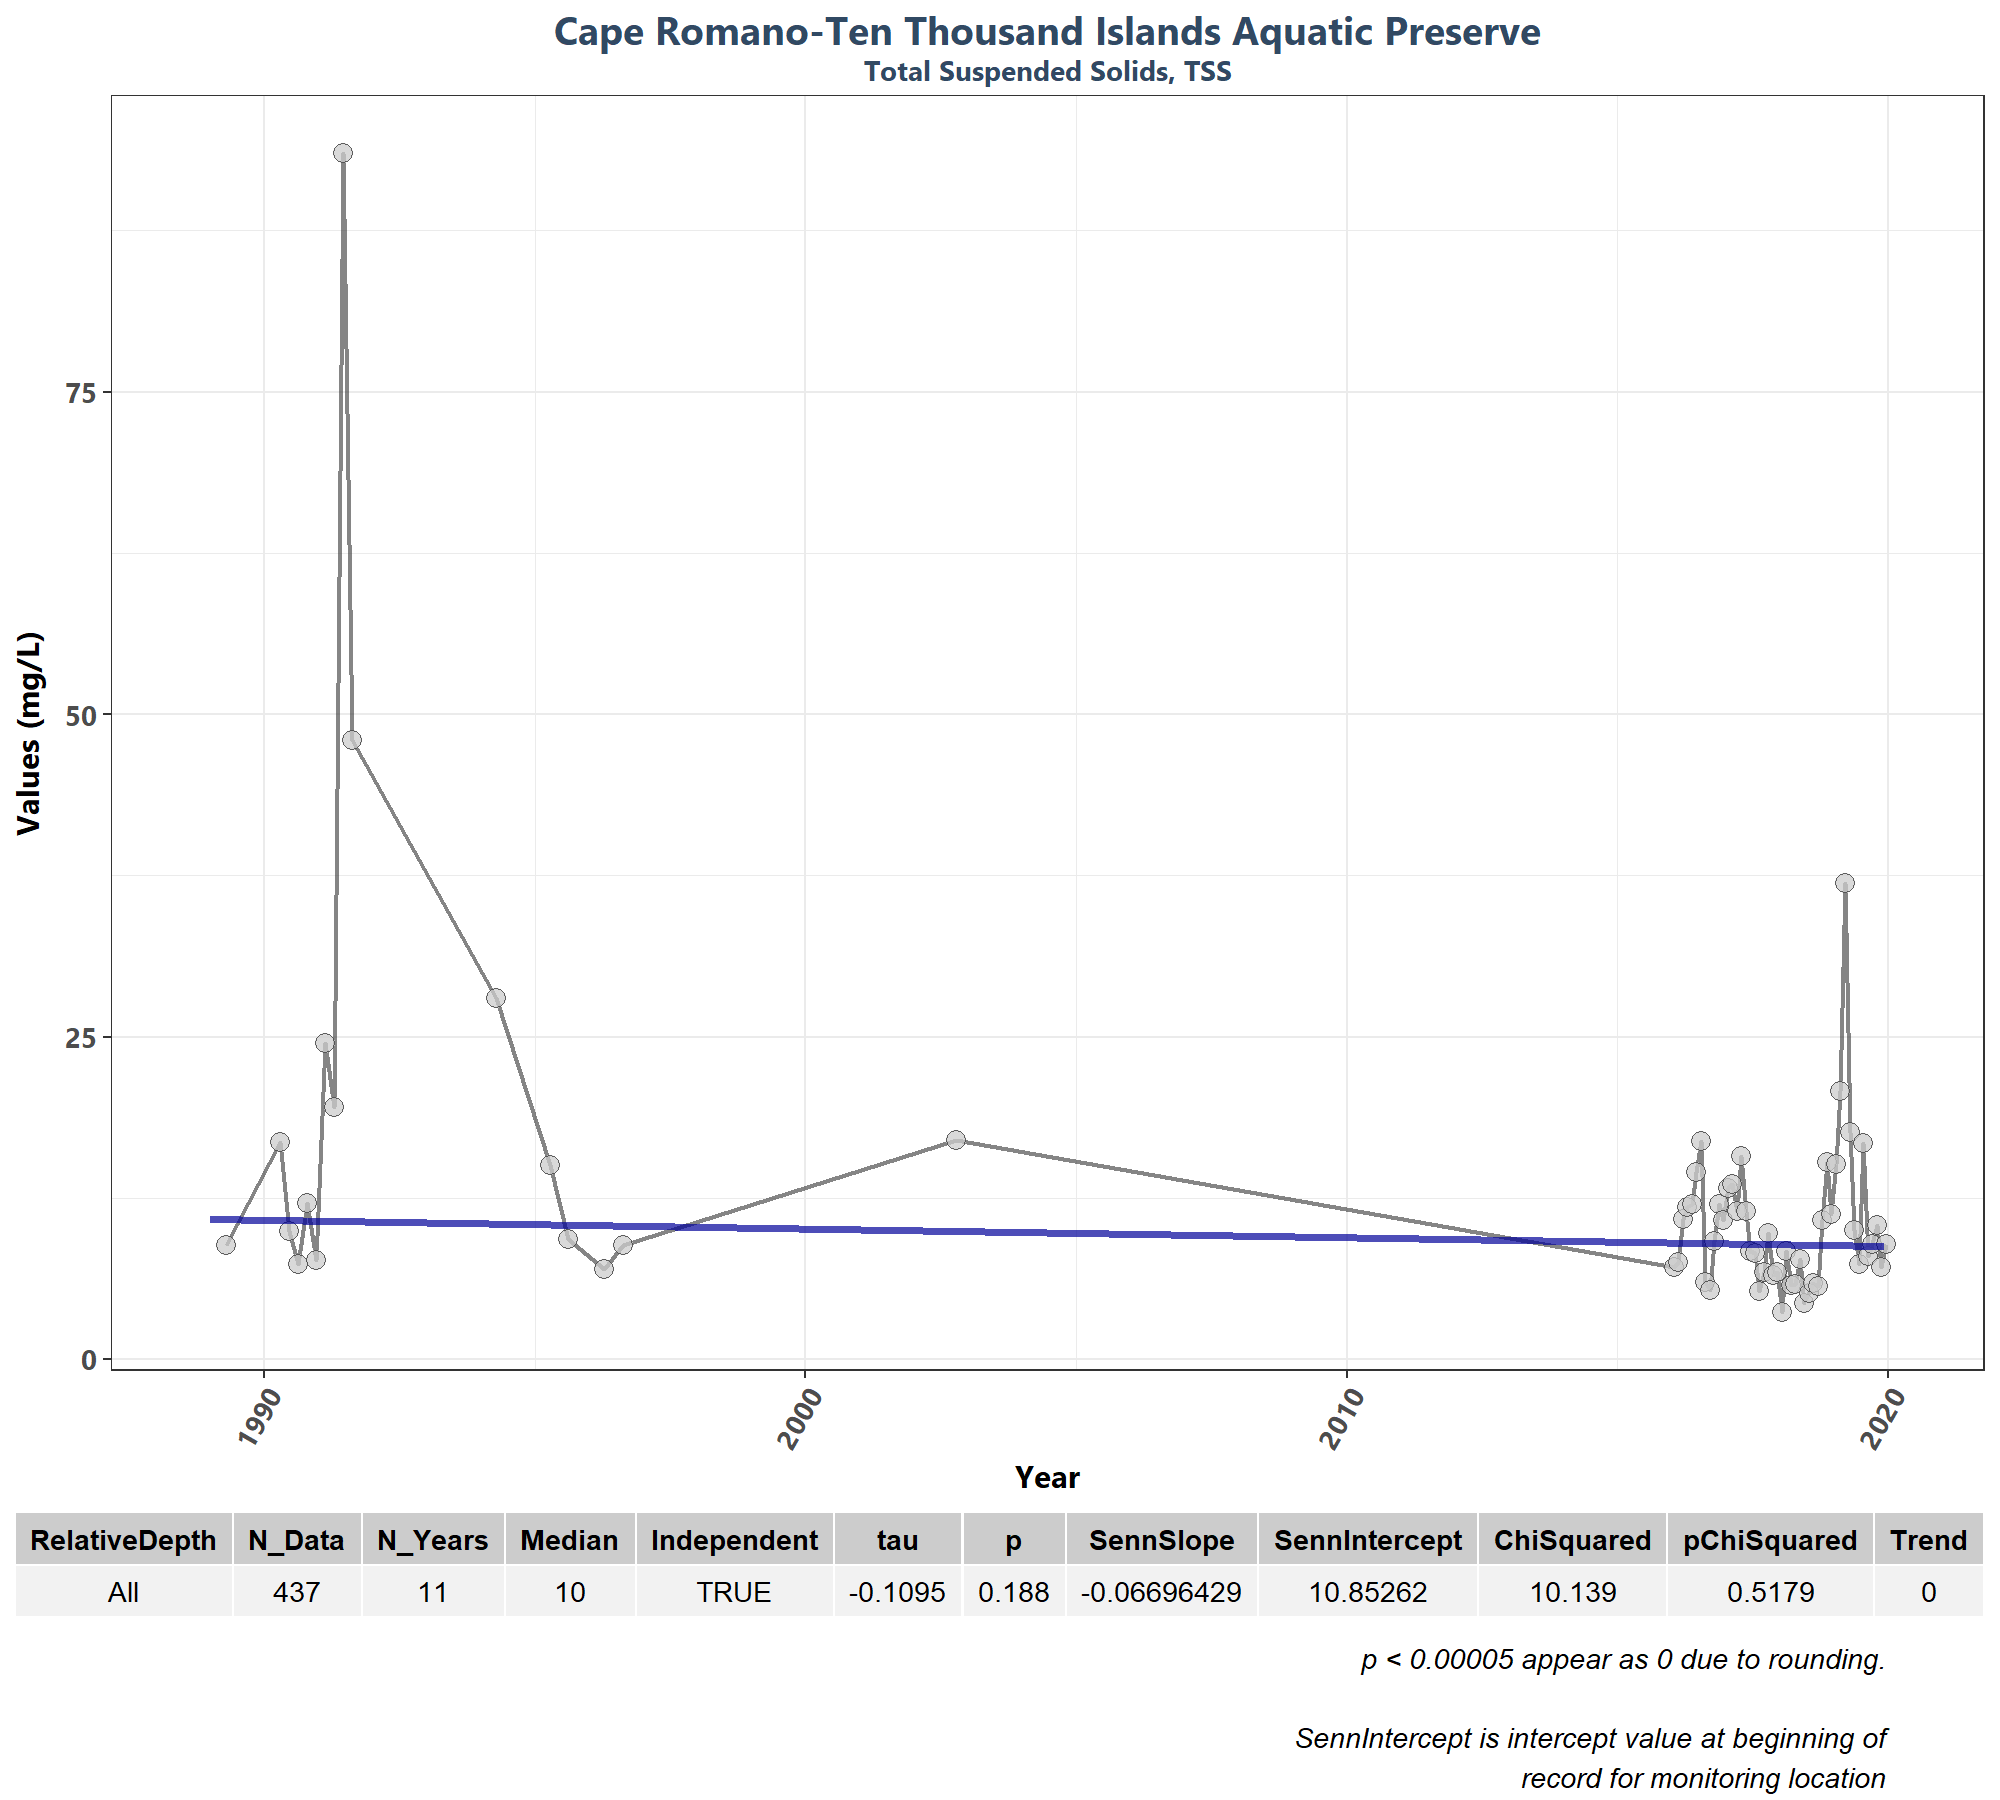 Cape Romano-Ten Thousand Islands Aquatic Preserve
Total Suspended Solids, TSS
Values (mg/L)
75
50
25
0
1990
2000
2010
2020
Year
RelativeDepth N_Data N_Years Median Independent tau p SennSlope SennIntercept ChiSquared pChiSquared Trend
All 437 11 10 TRUE -0.1095 0.188 -0.06696429 10.85262 10.139 0.5179 0
p < 0.00005 appear as 0 due to rounding.
SennIntercept is intercept value at beginning of
record for monitoring location